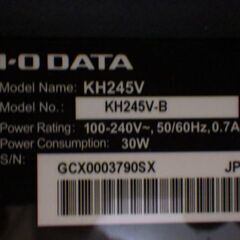 I-O DATA
Model Name: KH245V
Model No.: KH245V-B
Power Rating: 100-240V~, 50/60Hz, 0.7A
Power Consumption: 30W
S/N: GCX0003790SX JP